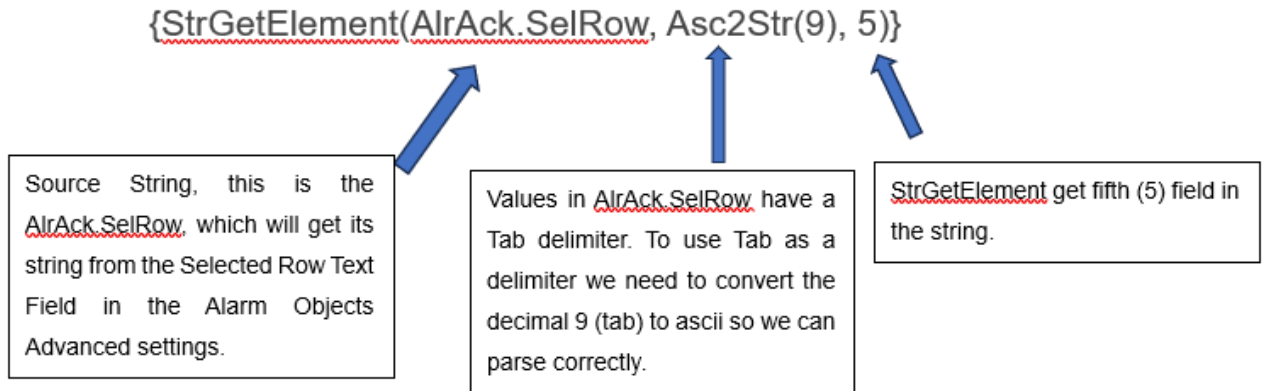 {StrGetElement(AlrAck.SelRow, Asc2Str(9), 5)}
Source String, this is the
AlrAck.SelRow, which will get its
string from the Selected Row Text
Field in the Alarm Objects
Advanced settings.
Values in AlrAck.SelRow have a
Tab delimiter. To use Tab as a
delimiter we need to convert the
decimal 9 (tab) to ascii so we can
parse correctly.
StrGetElement get fifth (5) field in
the string.